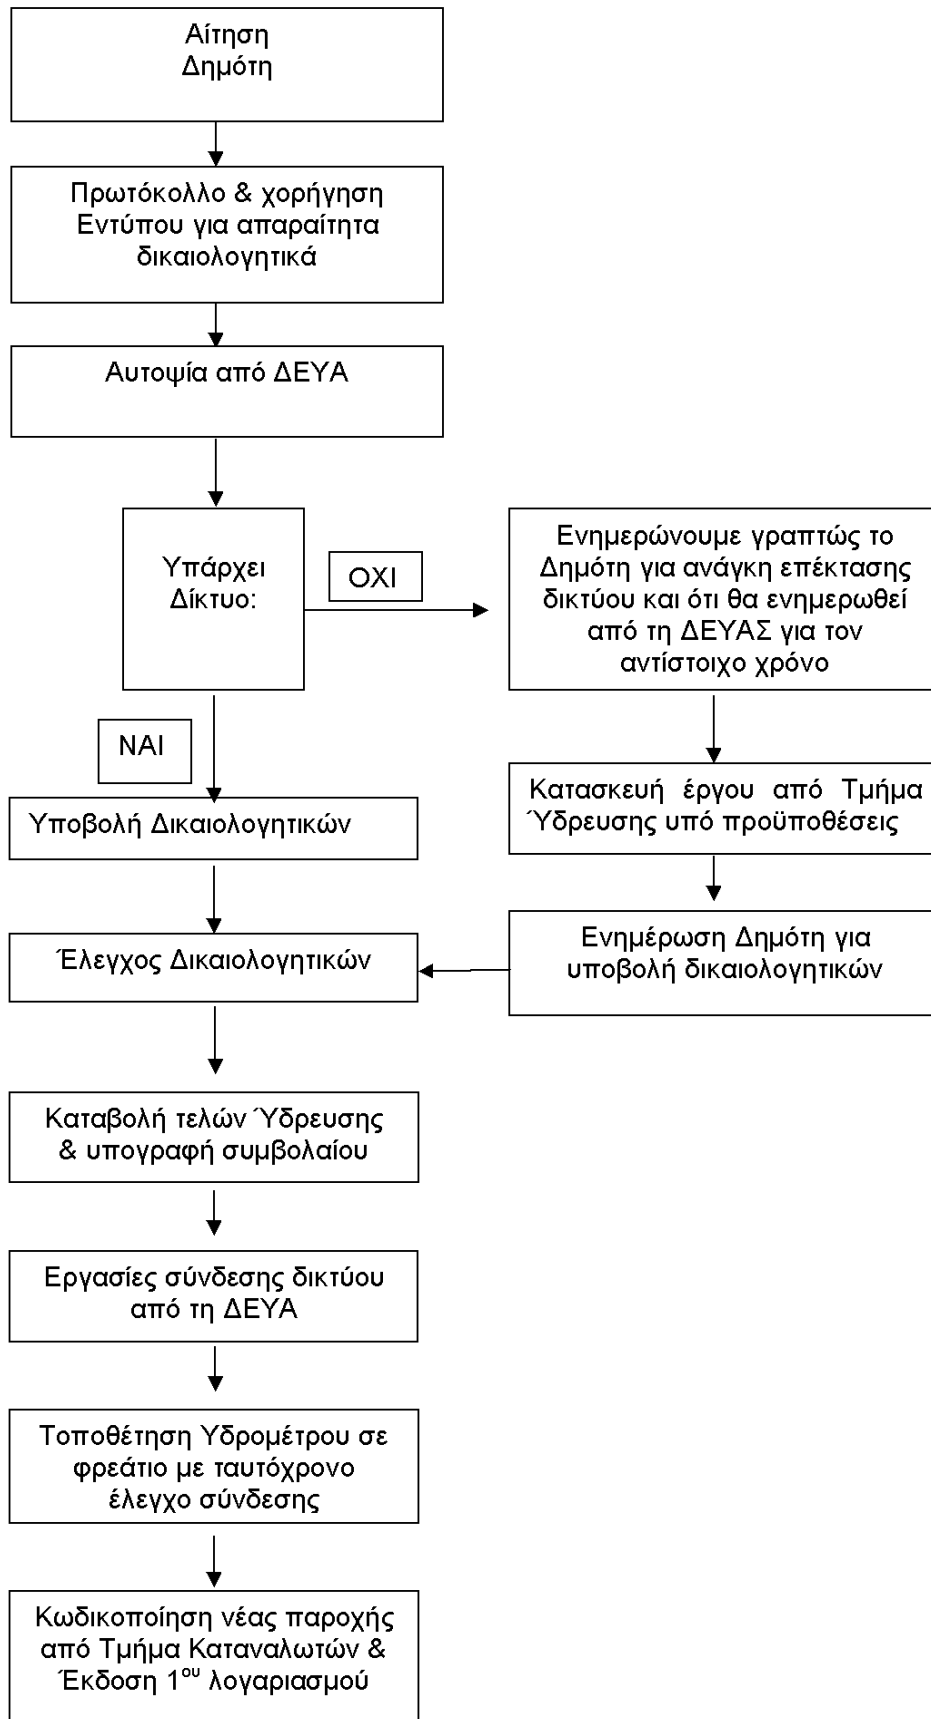 Αίτηση
Δημότη
Πρωτόκολλο & χορήγηση
Εντύπου για απαραίτητα
δικαιολογητικά
Αυτοψία από ΔΕΥΑ
Υπάρχει
Δίκτυο:
ΟΧΙ
Ενημερώνουμε γραπτώς το
Δημότη για ανάγκη επέκτασης
δικτύου και ότι θα ενημερωθεί
από τη ΔΕΥΑΣ για τον
αντίστοιχο χρόνο
ΝΑΙ
Υποβολή Δικαιολογητικών
Κατασκευή έργου από Τμήμα
Ύδρευσης υπό προϋποθέσεις
Έλεγχος Δικαιολογητικών
Ενημέρωση Δημότη για
υποβολή δικαιολογητικών
Καταβολή τελών Ύδρευσης
& υπογραφή συμβολαίου
Εργασίες σύνδεσης δικτύου
από τη ΔΕΥΑ
Τοποθέτηση Υδρομέτρου σε
φρεάτιο με ταυτόχρονο
έλεγχο σύνδεσης
Κωδικοποίηση νέας παροχής
από Τμήμα Καταναλωτών &
Έκδοση 1ου λογαριασμού